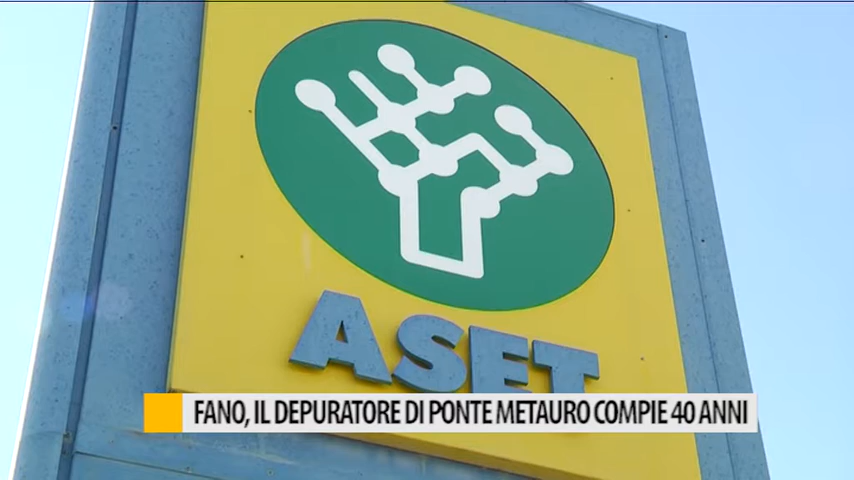 ASET
FANO, IL DEPURATORE DI PONTE METAURO COMPIE 40 ANNI